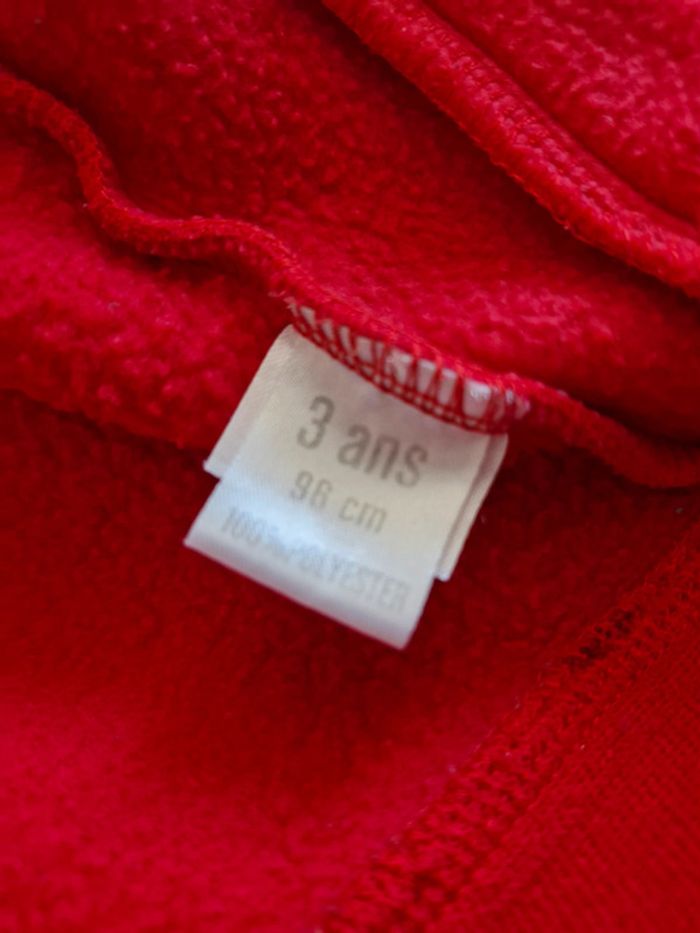 3 ans
96 cm
100% POLYESTER